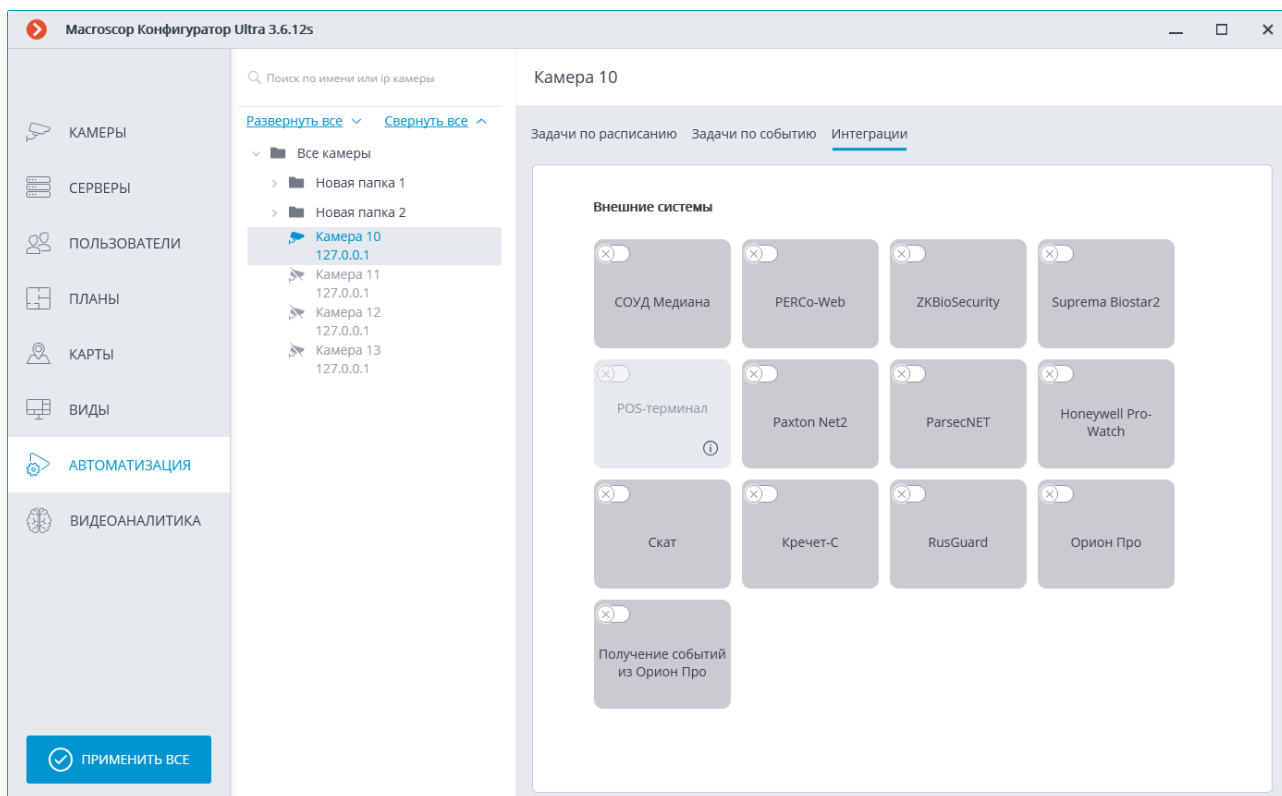 Macroscop Конфигуратор Ultra 3.6.12s
КАМЕРЫ
СЕРВЕРЫ
ПОЛЬЗОВАТЕЛИ
ПЛАНЫ
КАРТЫ
ВИДЫ
АВТОМАТИЗАЦИЯ
ВИДЕОАНАЛИТИКА
ПРИМЕНИТЬ ВСЕ
Поиск по имени или ip камеры
Развернуть все Свернуть все
Все камеры
Новая папка 1
Новая папка 2
Камера 10
127.0.0.1
Камера 11
127.0.0.1
Камера 12
127.0.0.1
Камера 13
127.0.0.1
Камера 10
Задачи по расписанию Задачи по событию Интеграции
Внешние системы
СОУД Медиана
PERCo-Web
ZKBioSecurity
Suprema Biostar2
POS-терминал
Paxton Net2
ParsecNET
Honeywell Pro-
Watch
Скат
Кречет-С
RusGuard
Орион Про
Получение событий
из Орион Про